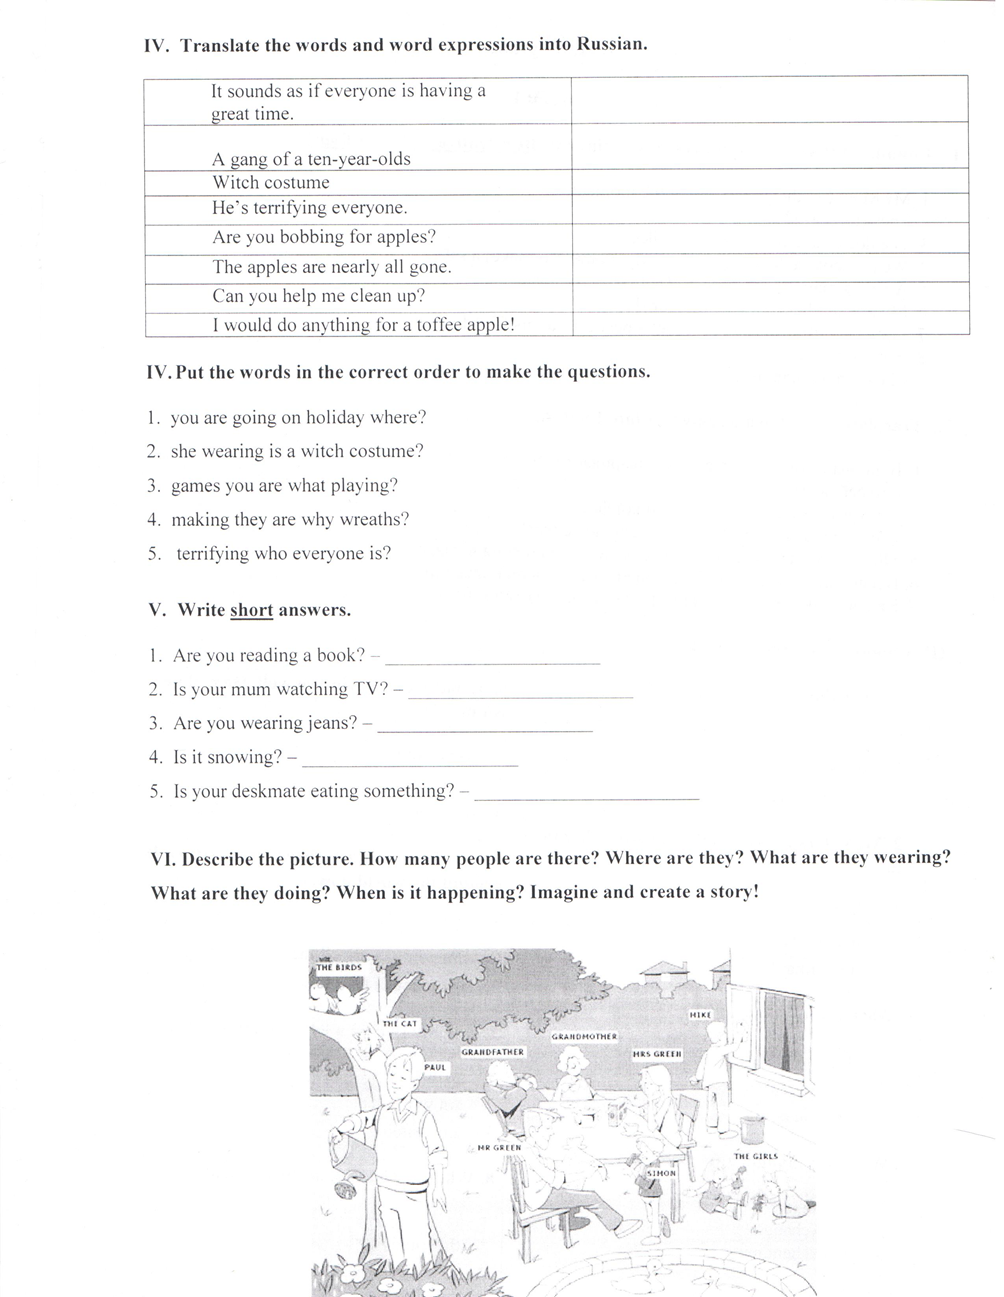 IV. Translate the words and word expressions into Russian.
It sounds as if everyone is having a
great time.
A gang of a ten-year-olds
Witch costume
He's terrifying everyone.
Are you bobbing for apples?
The apples are nearly all gone.
Can you help me clean up?
I would do anything for a toffee apple!
IV. Put the words in the correct order to make the questions.
1. you are going on holiday where?
2. she wearing is a witch costume?
3. games you are what playing?
4. making they are why wreaths?
5. terrifying who everyone is?
V. Write short answers.
1. Are you reading a book? –
2. Is your mum watching TV? –
3. Are you wearing jeans? –
4. Is it snowing? –
5. Is your deskmate eating something? –
VI. Describe the picture. How many people are there? Where are they? What are they wearing?
What are they doing? When is it happening? Imagine and create a story!
THE BIRDS
THE CAT
PAUL
GRANDFATHER
GRANDMOTHER
MRS GREEN
MIKE
MR GREEN
SIMON
THE GIRLS